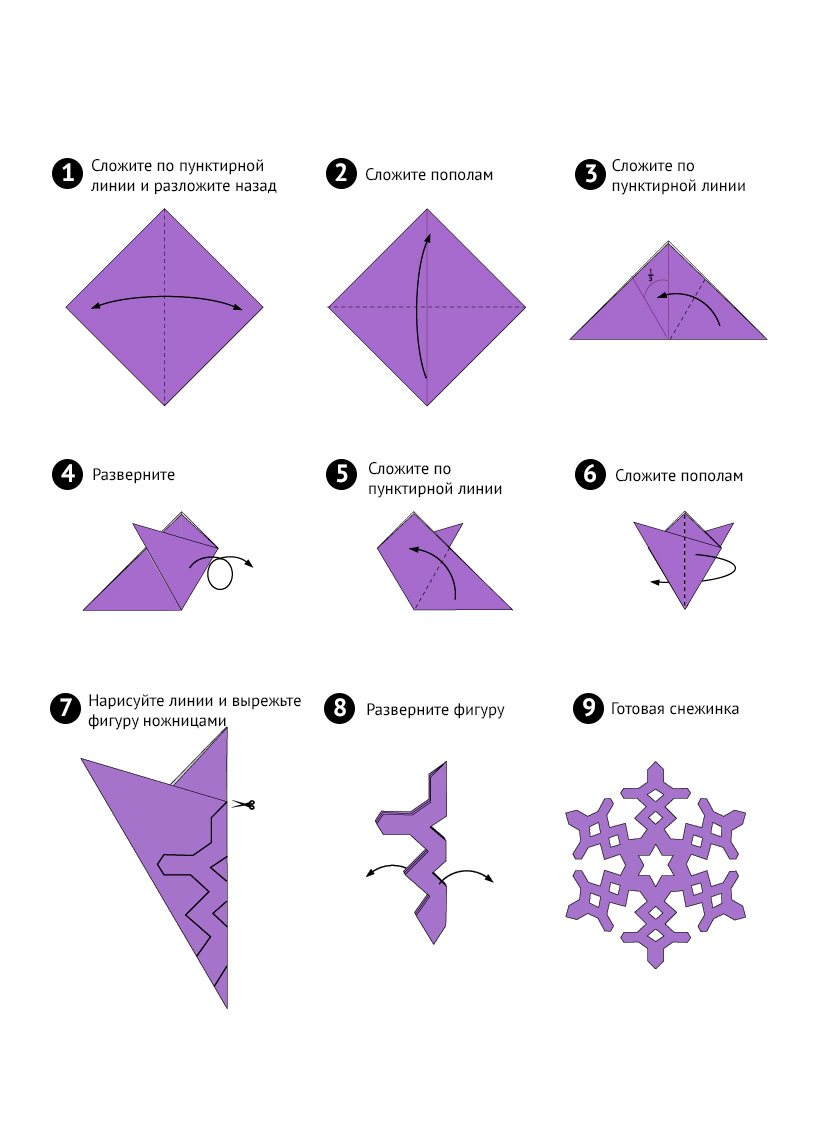 1 Сложите по пунктирной
линии и разложите назад
2 Сложите пополам
3 Сложите по
пунктирной линии
1
3
4 Разверните
5 Сложите по
пунктирной линии
6 Сложите пополам
7 Нарисуйте линии и вырежьте
фигуру ножницами
8 Разверните фигуру
9 Готовая снежинка